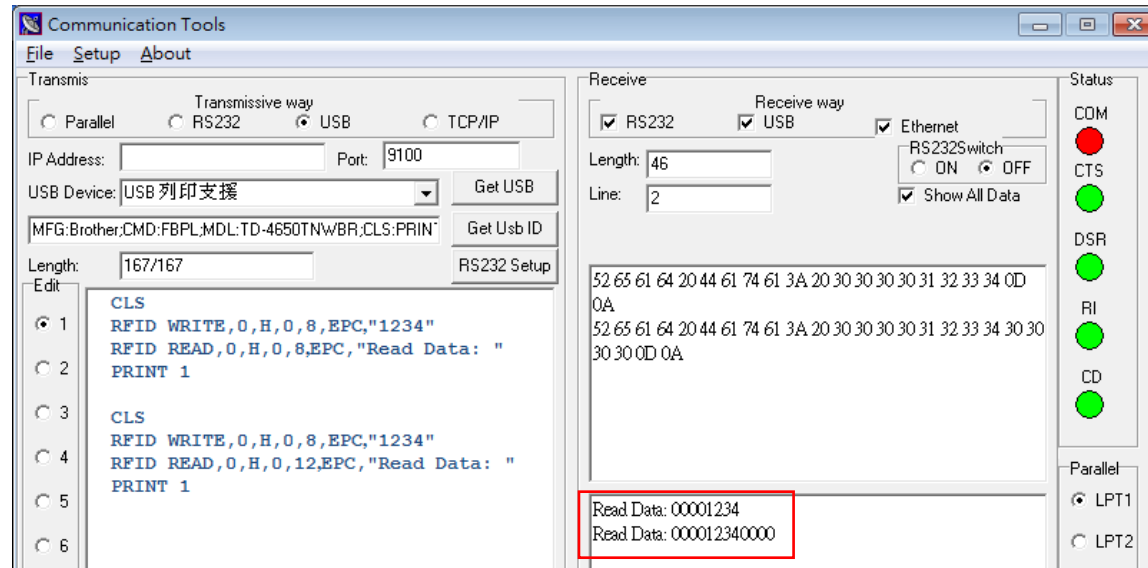 Communication Tools
File Setup About
Transmis
Transmissive way
Parallel RS232 USB TCP/IP
IP Address: Port: 9100
USB Device: USB 列印支援 Get USB
MFG:Brother;CMD:FBPL;MDL:TD-4650TNWBR;CLS:PRIN Get Usb ID
Length: 167/167 RS232 Setup
Edit
1
2
3
4
5
6
CLS
RFID WRITE,0,H,0,8,EPC,"1234"
RFID READ,0,H,0,8,EPC,"Read Data: "
PRINT 1
CLS
RFID WRITE,0,H,0,8,EPC,"1234"
RFID READ,0,H,0,12,EPC,"Read Data: "
PRINT 1
Receive
Receive way
RS232 USB Ethernet
Length: 46
Line: 2
RS232Switch
ON OFF
Show All Data
52 65 61 64 20 44 61 74 61 3A 20 30 30 30 30 31 32 33 34 0D
0A
52 65 61 64 20 44 61 74 61 3A 20 30 30 30 30 31 32 33 34 30 30
30 30 0D 0A
Read Data: 00001234
Read Data: 000012340000
Status
COM
CTS
DSR
RI
CD
Parallel
LPT1
LPT2